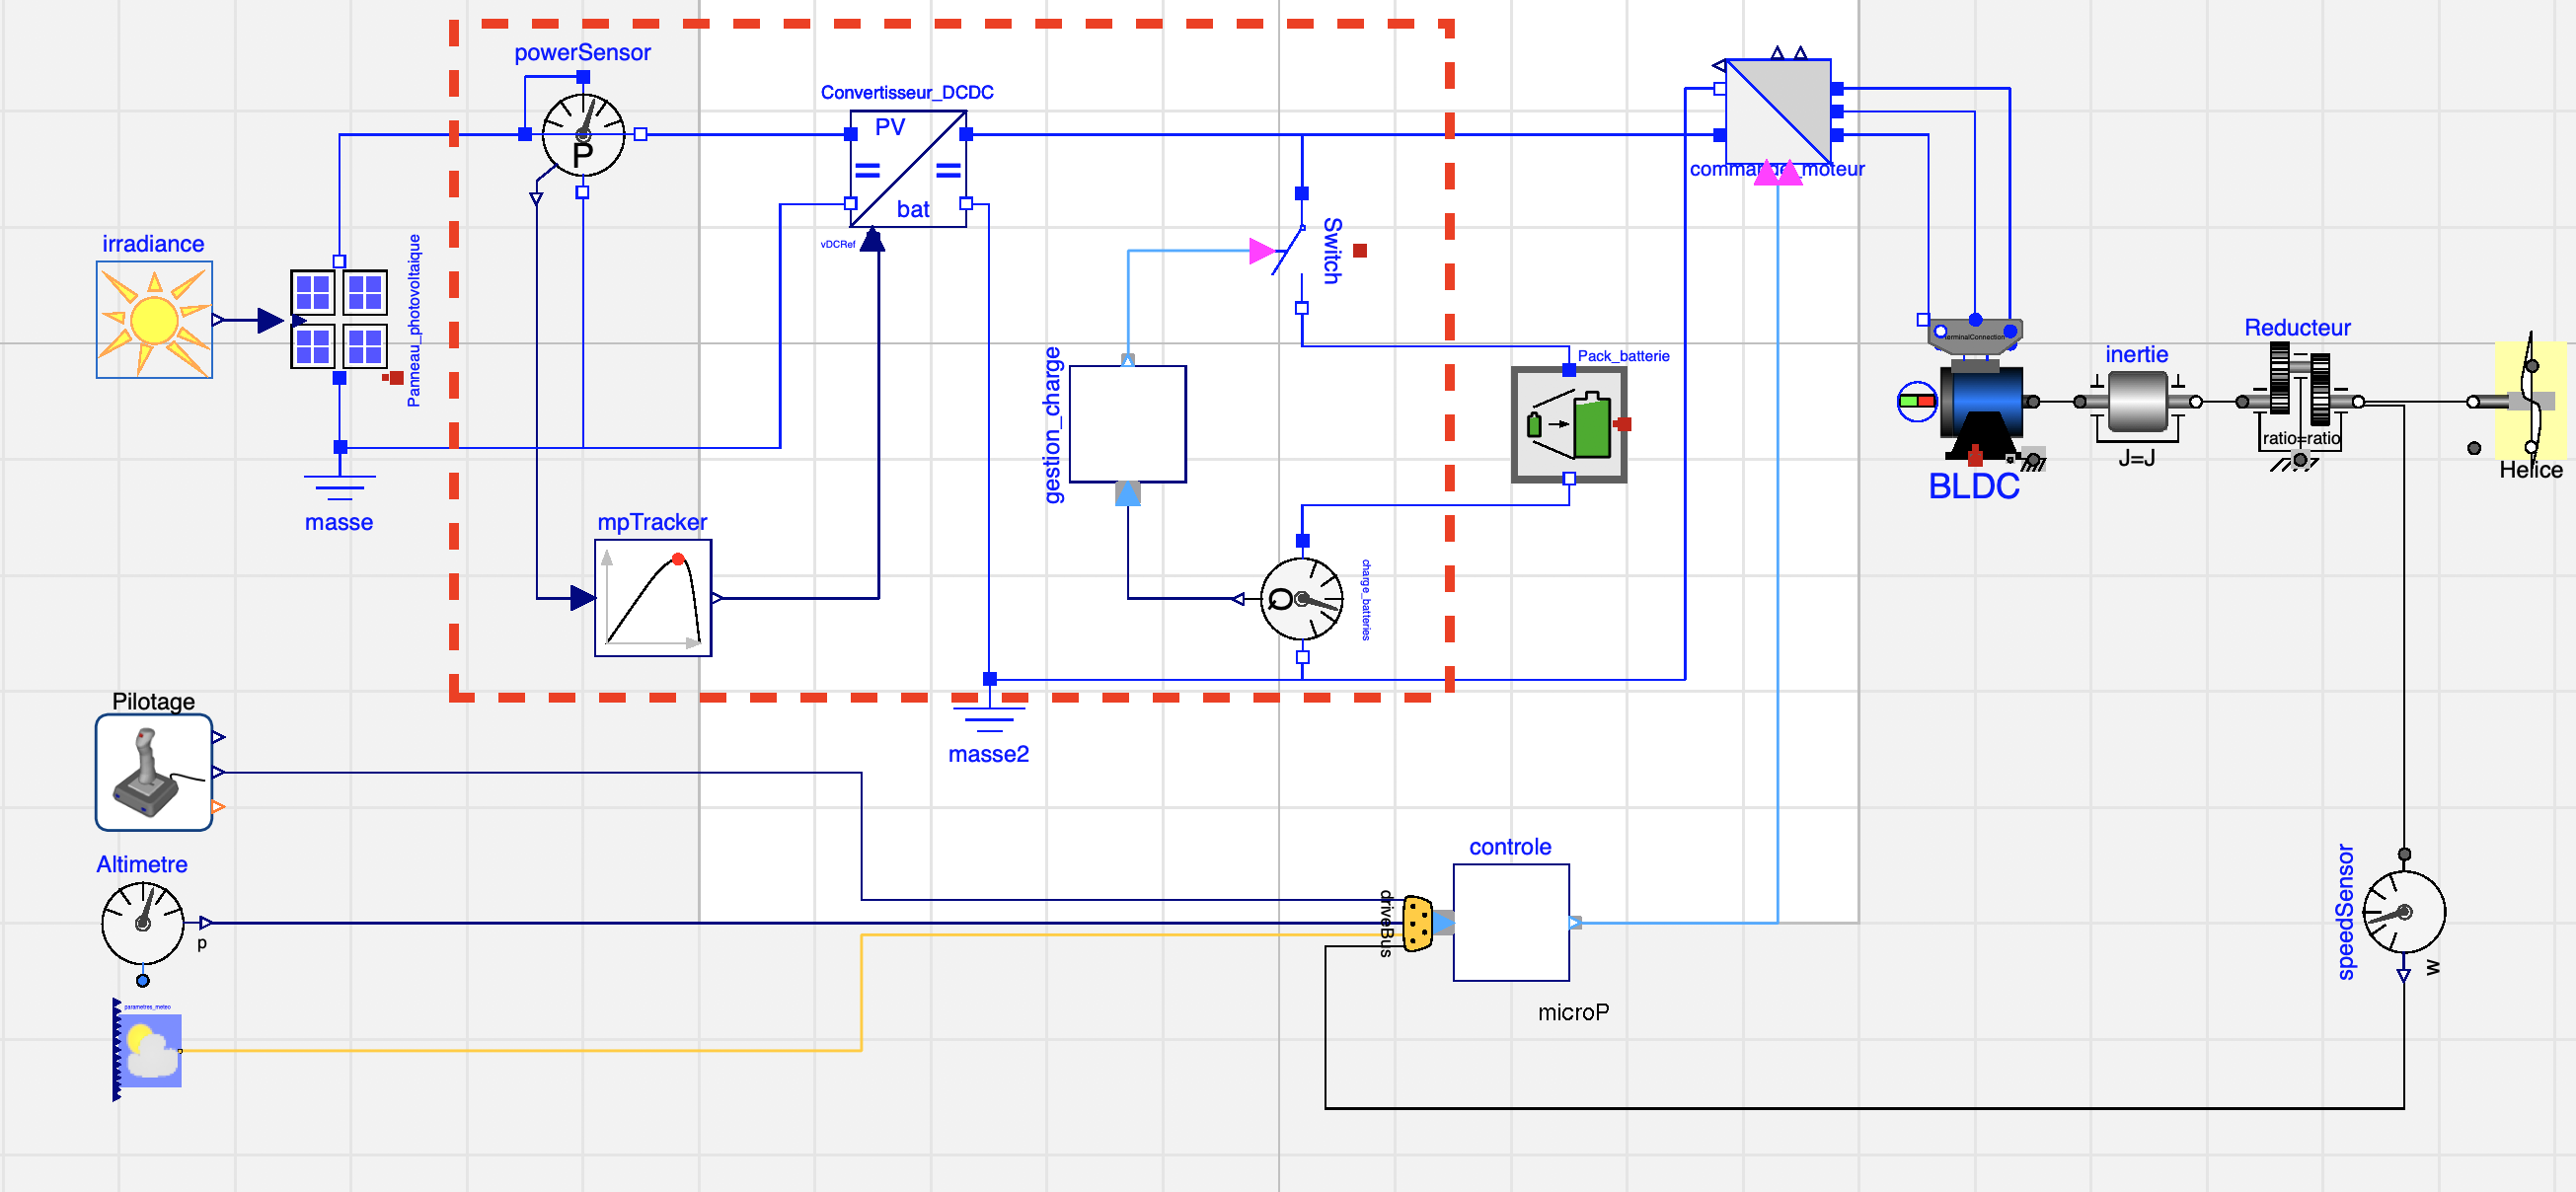 powerSensor
P
Convertisseur_DCDC
PV
bat
vDCRef
commande_moteur
irradiance
Panneau_photovoltaique
masse
Switch
gestion_charge
Pack_batterie
Q
charge_batteries
mpTracker
masse2
terminalConnection
BLDC
inertie
J=J
Reducteur
ratio=ratio
Helice
Pilotage
Altimetre
p
parametres_meteo
driveBus
controle
microP
speedSensor
w